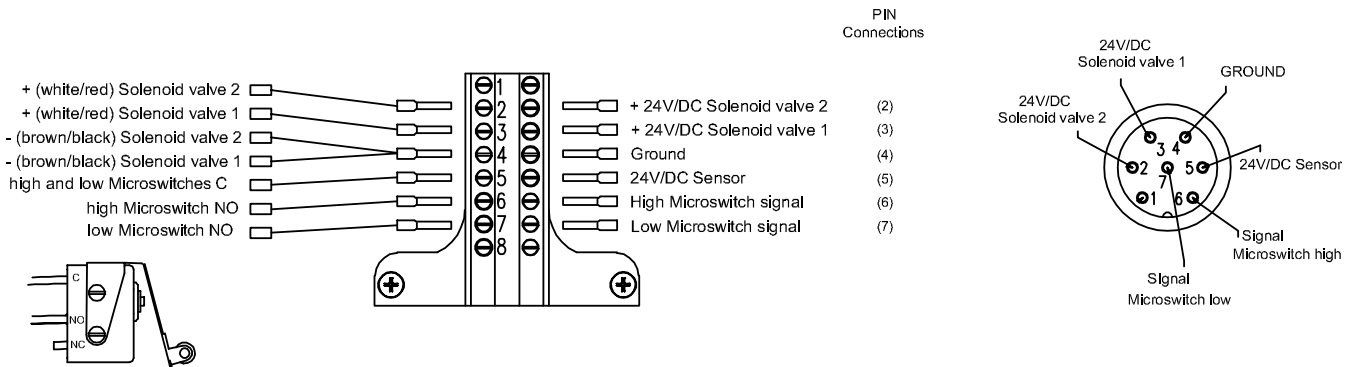 PIN
Connections
+ (white/red) Solenoid valve 2
+ (white/red) Solenoid valve 1
- (brown/black) Solenoid valve 2
- (brown/black) Solenoid valve 1
high and low Microswitches C
high Microswitch NO
low Microswitch NO
1
2
3
4
5
6
7
8
+ 24V/DC Solenoid valve 2 (2)
+ 24V/DC Solenoid valve 1 (3)
Ground (4)
24V/DC Sensor (5)
High Microswitch signal (6)
Low Microswitch signal (7)
C
NO
NC
24V/DC
Solenoid valve 1
GROUND
24V/DC
Solenoid valve 2
3 4
2 7 5
1 6
24V/DC Sensor
Signal
Microswitch high
SIgnal
Microswitch low